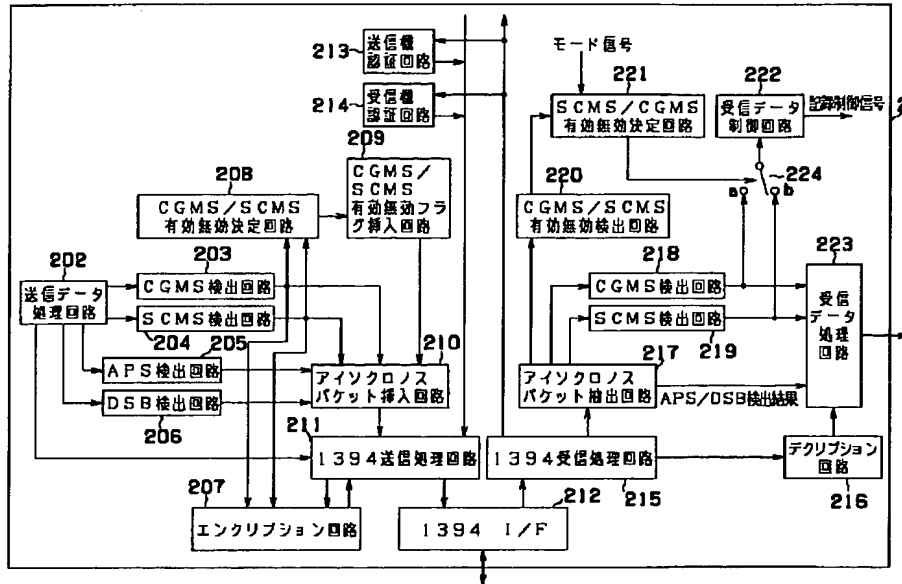 213
送信機
認証回路
214
受信機
認証回路
209
CGMS/
SCMS
有効無効フラ
グ挿入回路
208
CGMS/SCMS
有効無効決定回路
202
送信データ
処理回路
203
CGMS検出回路
SCMS検出回路
204
205
APS検出回路
DSB検出回路
206
210
アイソクロノス
パケット挿入回路
211
1394送信処理回路
207
エンクリプション回路
モード信号
221
SCMS/CGMS
有効無効決定回路
222
受信データ
制御回路
記録制御信号
2
224
a
b
220
CGMS/SCMS
有効無効検出回路
218
CGMS検出回路
SCMS検出回路
219
223
受信
データ
処理
回路
217
アイソクロノス
パケット抽出回路
APS/DSB検出結果
1394受信処理回路
215
デクリプション
回路
216
212
1394 I/F